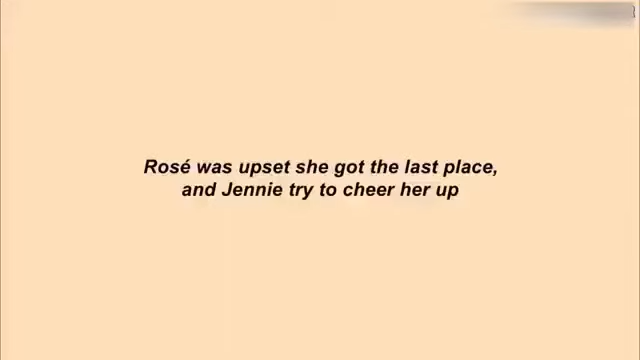 Rosé was upset she got the last place,
and Jennie try to cheer her up